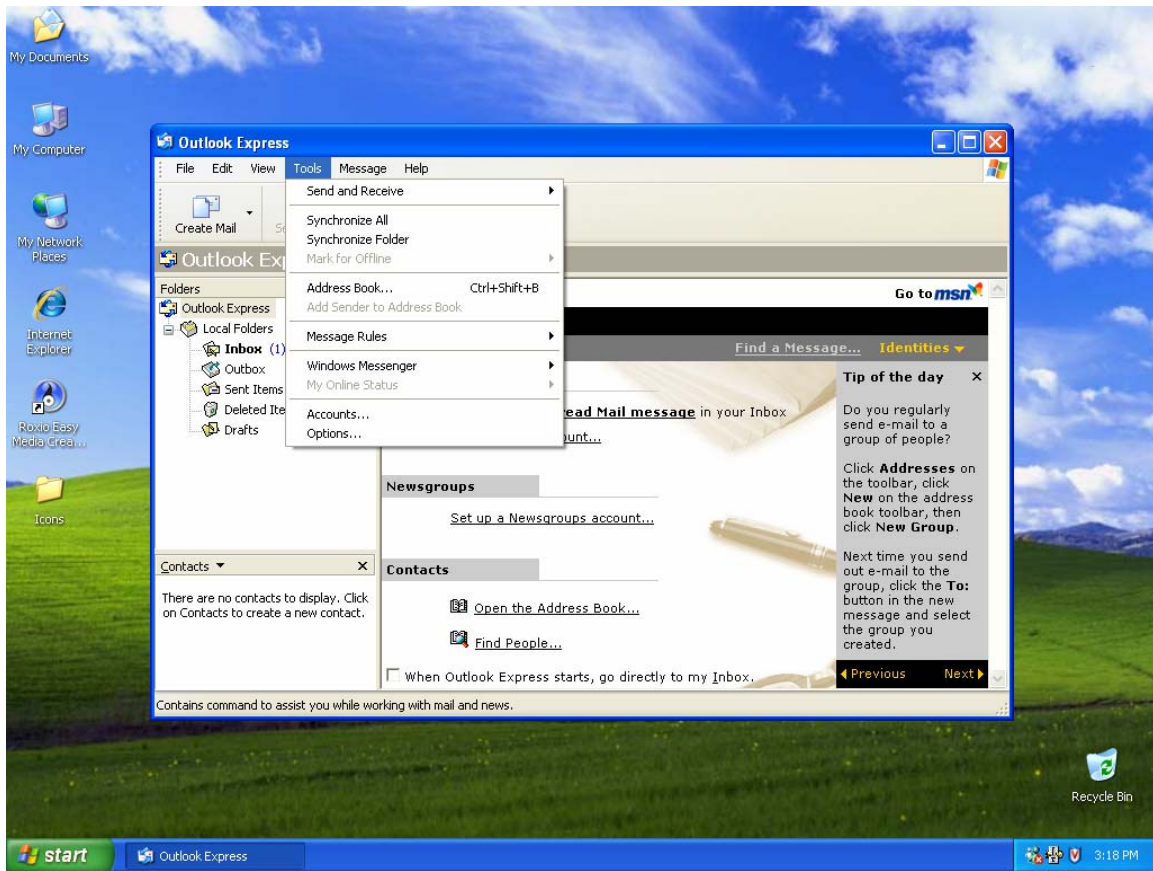 My Documents
My Computer
My Network
Places
Internet
Explorer
Roxio Easy
Media Crea...
Icons
Outlook Express
File Edit View Tools Message Help
Create Mail
Outlook Exp
Send and Receive
Synchronize All
Synchronize Folder
Mark for Offline
Address Book... Ctrl+Shift+B
Add Sender to Address Book
Message Rules
Windows Messenger
My Online Status
Accounts...
Options...
Folders
Outlook Express
Local Folders
Inbox (1)
Outbox
Sent Items
Deleted Ite
Drafts
Contacts
There are no contacts to display. Click
on Contacts to create a new contact.
Go to msn
Find a Message... Identities
ead Mail message in your Inbox
unt...
Newsgroups
Set up a Newsgroups account...
Contacts
Open the Address Book...
Find People...
When Outlook Express starts, go directly to my Inbox.
Tip of the day
Do you regularly
send e-mail to a
group of people?
Click Addresses on
the toolbar, click
New on the address
book toolbar, then
click New Group.
Next time you send
out e-mail to the
group, click the To:
button in the new
message and select
the group you
created.
Previous Next
Contains command to assist you while working with mail and news.
Recycle Bin
start Outlook Express 3:18 PM